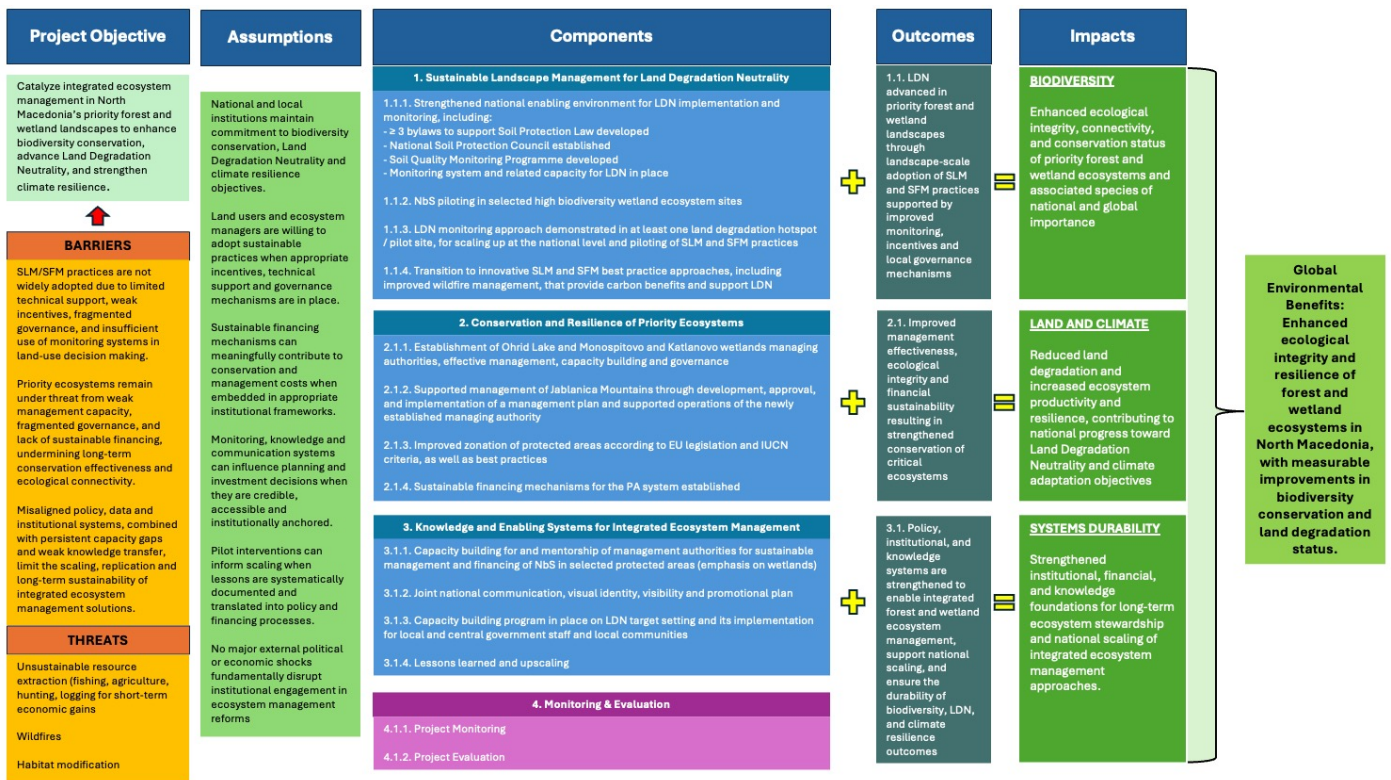 Project Objective
Catalyze integrated ecosystem
management in North
Macedonia's priority forest and
wetland landscapes to enhance
biodiversity conservation,
advance Land Degradation
Neutrality, and strengthen
climate resilience.
BARRIERS
SLM/SFM practices are not
widely adopted due to limited
technical support, weak
incentives, fragmented
governance, and insufficient
use of monitoring systems in
land-use decision making.
Priority ecosystems remain
under threat from weak
management capacity,
fragmented governance, and
lack of sustainable financing,
undermining long-term
conservation effectiveness and
ecological connectivity.
Misaligned policy, data and
institutional systems, combined
with persistent capacity gaps
and weak knowledge transfer,
limit the scaling, replication and
long-term sustainability of
integrated ecosystem
management solutions.
THREATS
Unsustainable resource
extraction (fishing, agriculture,
hunting, logging for short-term
economic gains
Wildfires
Habitat modification
Assumptions
National and local
institutions maintain
commitment to biodiversity
conservation, Land
Degradation Neutrality and
climate resilience
objectives.
Land users and ecosystem
managers are willing to
adopt sustainable
practices when appropriate
incentives, technical
support and governance
mechanisms are in place.
Sustainable financing
mechanisms can
meaningfully contribute to
conservation and
management costs when
embedded in appropriate
institutional frameworks.
Monitoring, knowledge and
communication systems
can influence planning and
investment decisions when
they are credible,
accessible and
institutionally anchored.
Pilot interventions can
inform scaling when
lessons are systematically
documented and
translated into policy and
financing processes.
No major external political
or economic shocks
fundamentally disrupt
institutional engagement in
ecosystem management
reforms
Components
1. Sustainable Landscape Management for Land Degradation Neutrality
1.1.1. Strengthened national enabling environment for LDN implementation and
monitoring, including:
- ≥ 3 bylaws to support Soil Protection Law developed
- National Soil Protection Council established
- Soil Quality Monitoring Programme developed
- Monitoring system and related capacity for LDN in place
1.1.2. NbS piloting in selected high biodiversity wetland ecosystem sites
1.1.3. LDN monitoring approach demonstrated in at least one land degradation hotspot
/ pilot site, for scaling up at the national level and piloting of SLM and SFM practices
1.1.4. Transition to innovative SLM and SFM best practice approaches, including
improved wildfire management, that provide carbon benefits and support LDN
2. Conservation and Resilience of Priority Ecosystems
2.1.1. Establishment of Ohrid Lake and Monospitovo and Katlanovo wetlands managing
authorities, effective management, capacity building and governance
2.1.2. Supported management of Jablanica Mountains through development, approval,
and implementation of a management plan and supported operations of the newly
established managing authority
2.1.3. Improved zonation of protected areas according to EU legislation and IUCN
criteria, as well as best practices
2.1.4. Sustainable financing mechanisms for the PA system established
3. Knowledge and Enabling Systems for Integrated Ecosystem Management
3.1.1. Capacity building for and mentorship of management authorities for sustainable
management and financing of NbS in selected protected areas (emphasis on wetlands)
3.1.2. Joint national communication, visual identity, visibility and promotional plan
3.1.3. Capacity building program in place on LDN target setting and its implementation
for local and central government staff and local communities
3.1.4. Lessons learned and upscaling
4. Monitoring & Evaluation
4.1.1. Project Monitoring
4.1.2. Project Evaluation
Outcomes
1.1. LDN
advanced in
priority forest and
wetland
landscapes
through
landscape-scale
adoption of SLM
and SFM practices
supported by
improved
monitoring,
incentives and
local governance
mechanisms
2.1. Improved
management
effectiveness,
ecological
integrity and
financial
sustainability
resulting in
strengthened
conservation of
critical
ecosystems
3.1. Policy,
institutional, and
knowledge
systems are
strengthened to
enable integrated
forest and wetland
ecosystem
management,
support national
scaling, and
ensure the
durability of
biodiversity, LDN,
and climate
resilience
outcomes
Impacts
BIODIVERSITY
Enhanced ecological
integrity, connectivity,
and conservation status
of priority forest and
wetland ecosystems and
associated species of
national and global
importance
LAND AND CLIMATE
Reduced land
degradation and
increased ecosystem
productivity and
resilience, contributing to
national progress toward
Land Degradation
Neutrality and climate
adaptation objectives
SYSTEMS DURABILITY
Strengthened
institutional, financial,
and knowledge
foundations for long-term
ecosystem stewardship
and national scaling of
integrated ecosystem
management
approaches.
Global
Environmental
Benefits:
Enhanced
ecological
integrity and
resilience of
forest and
wetland
ecosystems in
North Macedonia,
with measurable
improvements in
biodiversity
conservation and
land degradation
status.